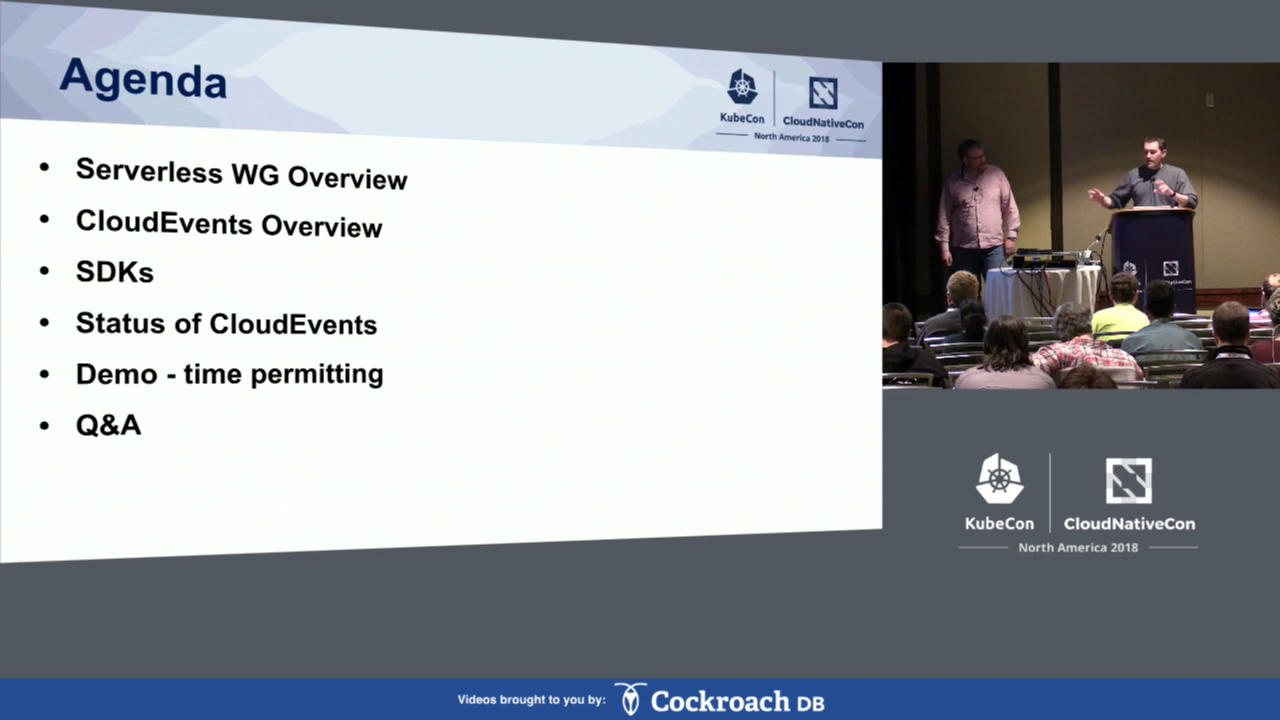 Agenda
KubeCon
CloudNativeCon
North America 2018
• Serverless WG Overview
• CloudEvents Overview
• SDKs
• Status of CloudEvents
• Demo - time permitting
• Q&A
KubeCon
CloudNativeCon
North America 2018
Videos brought to you by: Cockroach DB